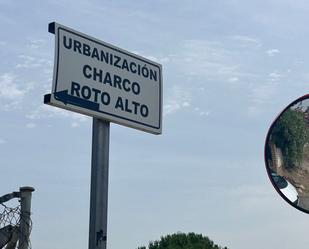 URBANIZACIÓN
CHARCO
ROTO ALTO